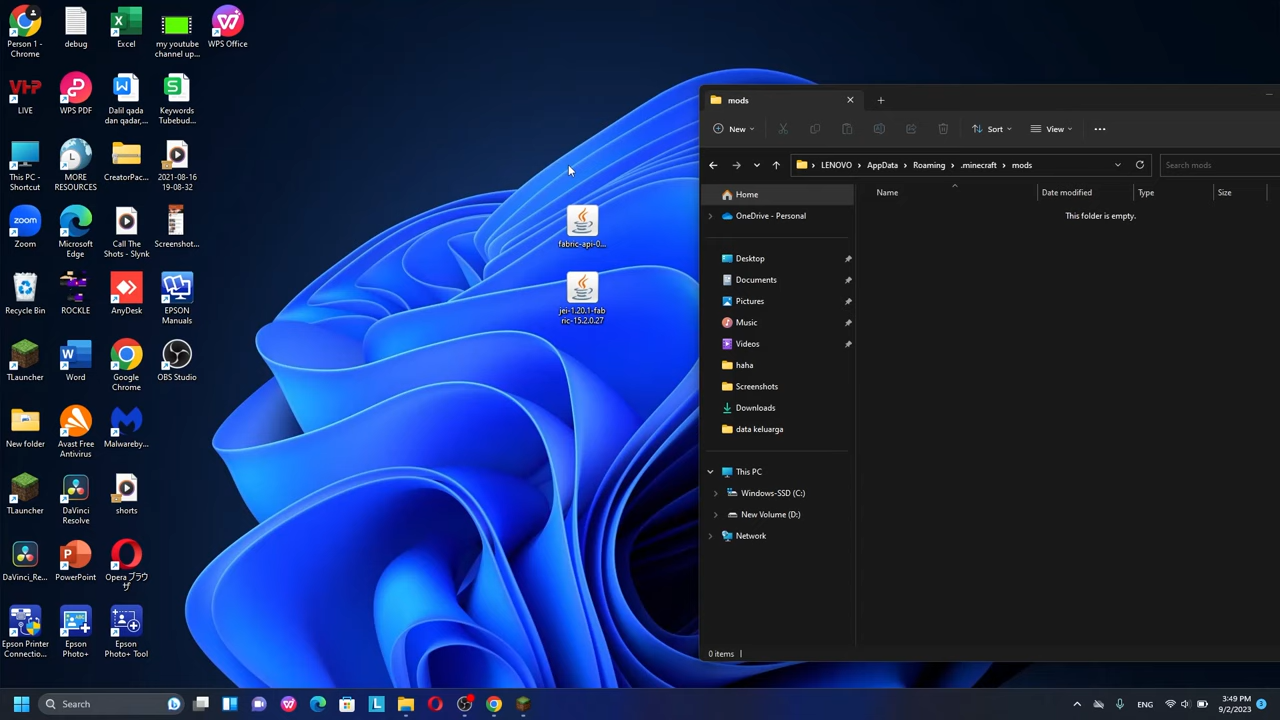 Person 1 -
Chrome
debug
Excel
my youtube
channel up...
WPS Office
LIVE
WPS PDF
Dalil qada
dan qadar,...
Keywords
Tubebud...
This PC -
Shortcut
MORE
RESOURCES
CreatorPac...
2021-08-16
19-08-32
zoom
Zoom
Microsoft
Edge
Call The
Shots - Slynk
Screenshot...
Recycle Bin
ROCKLE
AnyDesk
EPSON
Manuals
TLauncher
Word
Google
Chrome
OBS Studio
New folder
Avast Free
Antivirus
Malwareby...
TLauncher
DaVinci
Resolve
shorts
DaVinci_Re...
PowerPoint
Opera ブラウ
ザ
Epson Printer
Connectio...
Epson
Photo+
Epson
Photo+ Tool
fabric-api-0...
jei-1.20.1-fab
ric-15.2.0.27
mods
New
Sort
View
LENOVO > AppData > Roaming > .minecraft > mods
Search mods
Name
Date modified
Type
Size
This folder is empty.
Home
OneDrive - Personal
Desktop
Documents
Pictures
Music
Videos
haha
Screenshots
Downloads
data keluarga
This PC
Windows-SSD (C:)
New Volume (D:)
Network
0 items
Search
3:49 PM
9/2/2023